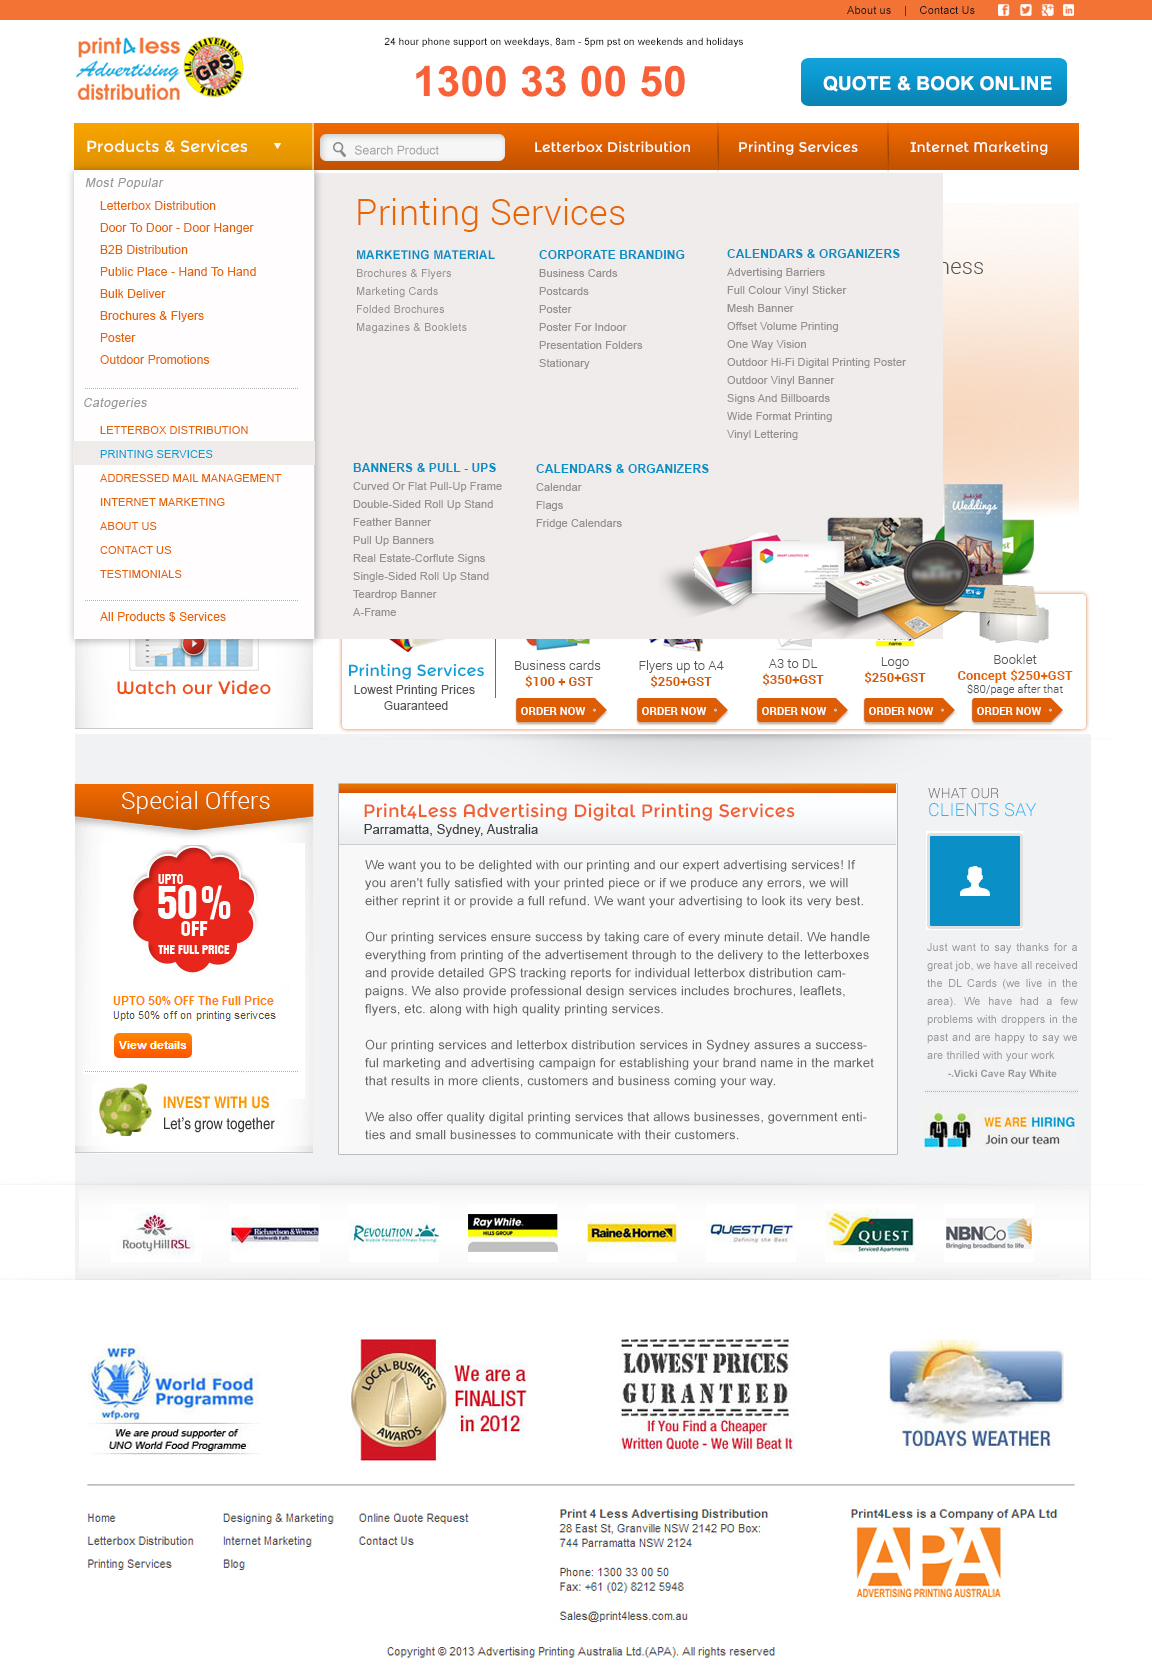 About us | Contact Us
print4less
Advertising
distribution
ALL DELIVERIES
GPS
TRACKED
24 hour phone support on weekdays, 8am - 5pm pst on weekends and holidays
1300 33 00 50
QUOTE & BOOK ONLINE
Products & Services
Search Product
Letterbox Distribution
Printing Services
Internet Marketing
Most Popular
Letterbox Distribution
Door To Door - Door Hanger
B2B Distribution
Public Place - Hand To Hand
Bulk Deliver
Brochures & Flyers
Poster
Outdoor Promotions
Catogeries
LETTERBOX DISTRIBUTION
PRINTING SERVICES
ADDRESSED MAIL MANAGEMENT
INTERNET MARKETING
ABOUT US
CONTACT US
TESTIMONIALS
All Products $ Services
Printing Services
MARKETING MATERIAL
Brochures & Flyers
Marketing Cards
Folded Brochures
Magazines & Booklets
CORPORATE BRANDING
Business Cards
Postcards
Poster
Poster For Indoor
Presentation Folders
Stationary
CALENDARS & ORGANIZERS
Advertising Barriers
Full Colour Vinyl Sticker
Mesh Banner
Offset Volume Printing
One Way Vision
Outdoor Hi-Fi Digital Printing Poster
Outdoor Vinyl Banner
Signs And Billboards
Wide Format Printing
Vinyl Lettering
BANNERS & PULL - UPS
Curved Or Flat Pull-Up Frame
Double-Sided Roll Up Stand
Feather Banner
Pull Up Banners
Real Estate-Corflute Signs
Single-Sided Roll Up Stand
Teardrop Banner
A-Frame
CALENDARS & ORGANIZERS
Calendar
Flags
Fridge Calendars
ness
Weddings
Watch our Video
Printing Services
Lowest Printing Prices
Guaranteed
Business cards
$100 + GST
ORDER NOW
Flyers up to A4
$250+GST
ORDER NOW
A3 to DL
$350+GST
ORDER NOW
Logo
$250+GST
ORDER NOW
Booklet
Concept $250+GST
$80/page after that
ORDER NOW
Special Offers
UPTO
50%
OFF
THE FULL PRICE
UPTO 50% OFF The Full Price
Upto 50% off on printing serivces
View details
INVEST WITH US
Let's grow together
Print4Less Advertising Digital Printing Services
Parramatta, Sydney, Australia
We want you to be delighted with our printing and our expert advertising services! If
you aren't fully satisfied with your printed piece or if we produce any errors, we will
either reprint it or provide a full refund. We want your advertising to look its very best.
Our printing services ensure success by taking care of every minute detail. We handle
everything from printing of the advertisement through to the delivery to the letterboxes
and provide detailed GPS tracking reports for individual letterbox distribution cam-
paigns. We also provide professional design services includes brochures, leaflets,
flyers, etc. along with high quality printing services.
Our printing services and letterbox distribution services in Sydney assures a success-
ful marketing and advertising campaign for establishing your brand name in the market
that results in more clients, customers and business coming your way.
We also offer quality digital printing services that allows businesses, government enti-
ties and small businesses to communicate with their customers.
WHAT OUR
CLIENTS SAY
Just want to say thanks for a
great job, we have all received
the DL Cards (we live in the
area). We have had a few
problems with droppers in the
past and are happy to say we
are thrilled with your work
-.Vicki Cave Ray White
WE ARE HIRING
Join our team
RootyHillRSL
Richardson & Wrench
Wentworth Falls
REVOLUTION
Mobile Personal Fitness Training
Ray White.
HILLS GROUP
Raine&Horne
QUESTNET
Defining the Best
QUEST
Serviced Apartments
NBNCo
Bringing broadband to life
WFP
wfp.org
World Food
Programme
We are proud supporter of
UNO World Food Programme
LOCAL BUSINESS
AWARDS
We are a
FINALIST
in 2012
LOWEST PRICES
GURANTEED
If You Find a Cheaper
Written Quote - We Will Beat It
TODAYS WEATHER
Home
Letterbox Distribution
Printing Services
Designing & Marketing
Internet Marketing
Blog
Online Quote Request
Contact Us
Print 4 Less Advertising Distribution
28 East St, Granville NSW 2142 PO Box:
744 Parramatta NSW 2124
Phone: 1300 33 00 50
Fax: +61 (02) 8212 5948
Sales@print4less.com.au
Print4Less is a Company of APA Ltd
APA
ADVERTISING PRINTING AUSTRALIA
Copyright © 2013 Advertising Printing Australia Ltd.(APA). All rights reserved